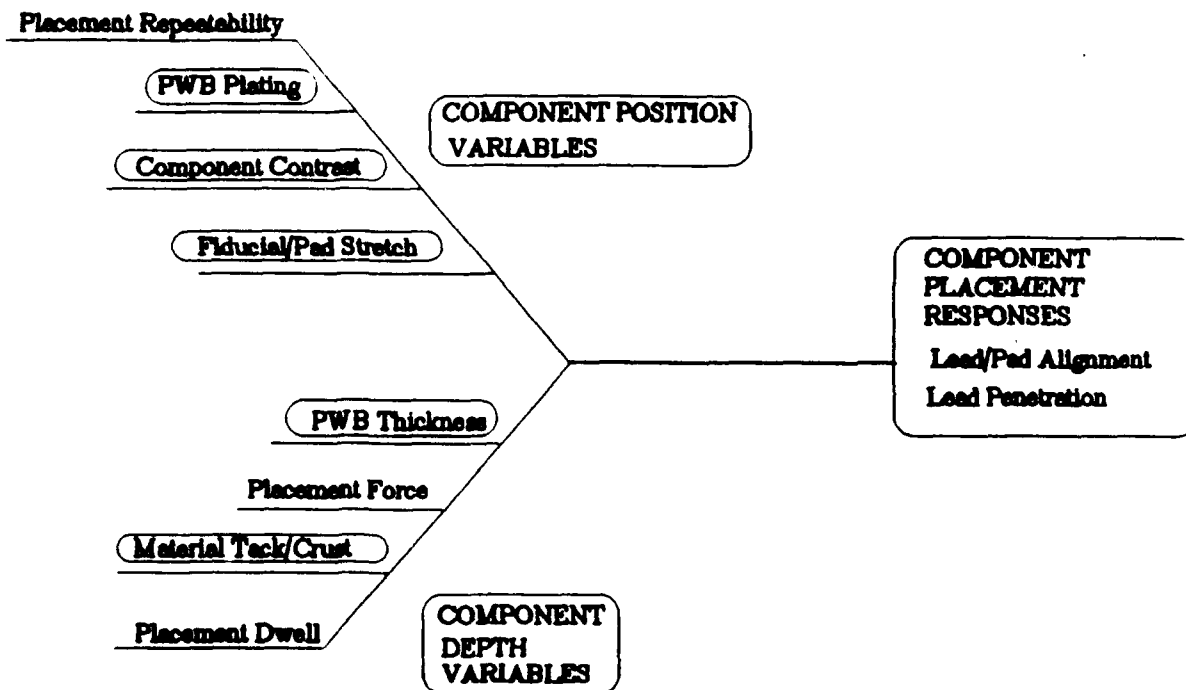 Placement Repeatability
PWB Plating
COMPONENT POSITION
VARIABLES
Component Contrast
Fiducial/Pad Stretch
COMPONENT
PLACEMENT
RESPONSES
Lead/Pad Alignment
Lead Penetration
PWB Thickness
Placement Force
Material Tack/Crust
Placement Dwell
COMPONENT
DEPTH
VARIABLES